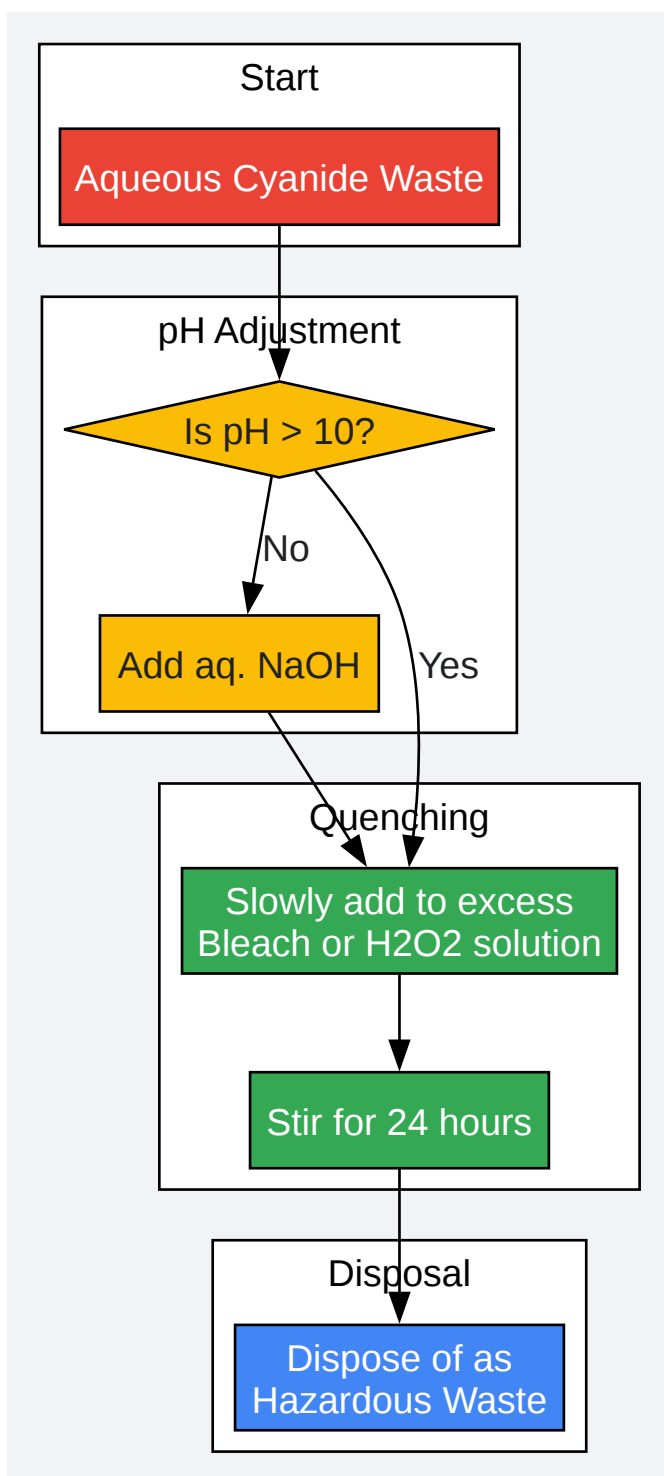 Start
Aqueous Cyanide Waste
pH Adjustment
Is pH > 10?
No
Add aq. NaOH
Yes
Quenching
Slowly add to excess
Bleach or H2O2 solution
Stir for 24 hours
Disposal
Dispose of as
Hazardous Waste